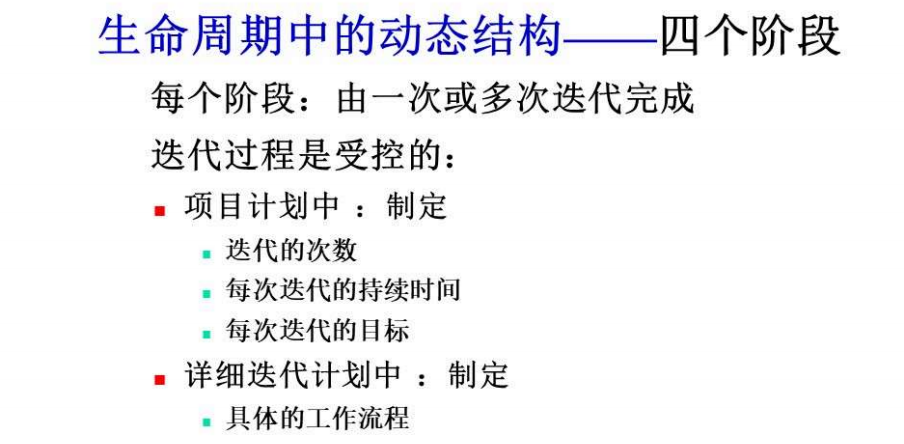 生命周期中的动态结构——四个阶段
每个阶段：由一次或多次迭代完成
迭代过程是受控的：
项目计划中 ：制定
迭代的次数
每次迭代的持续时间
每次迭代的目标
详细迭代计划中 ：制定
具体的工作流程